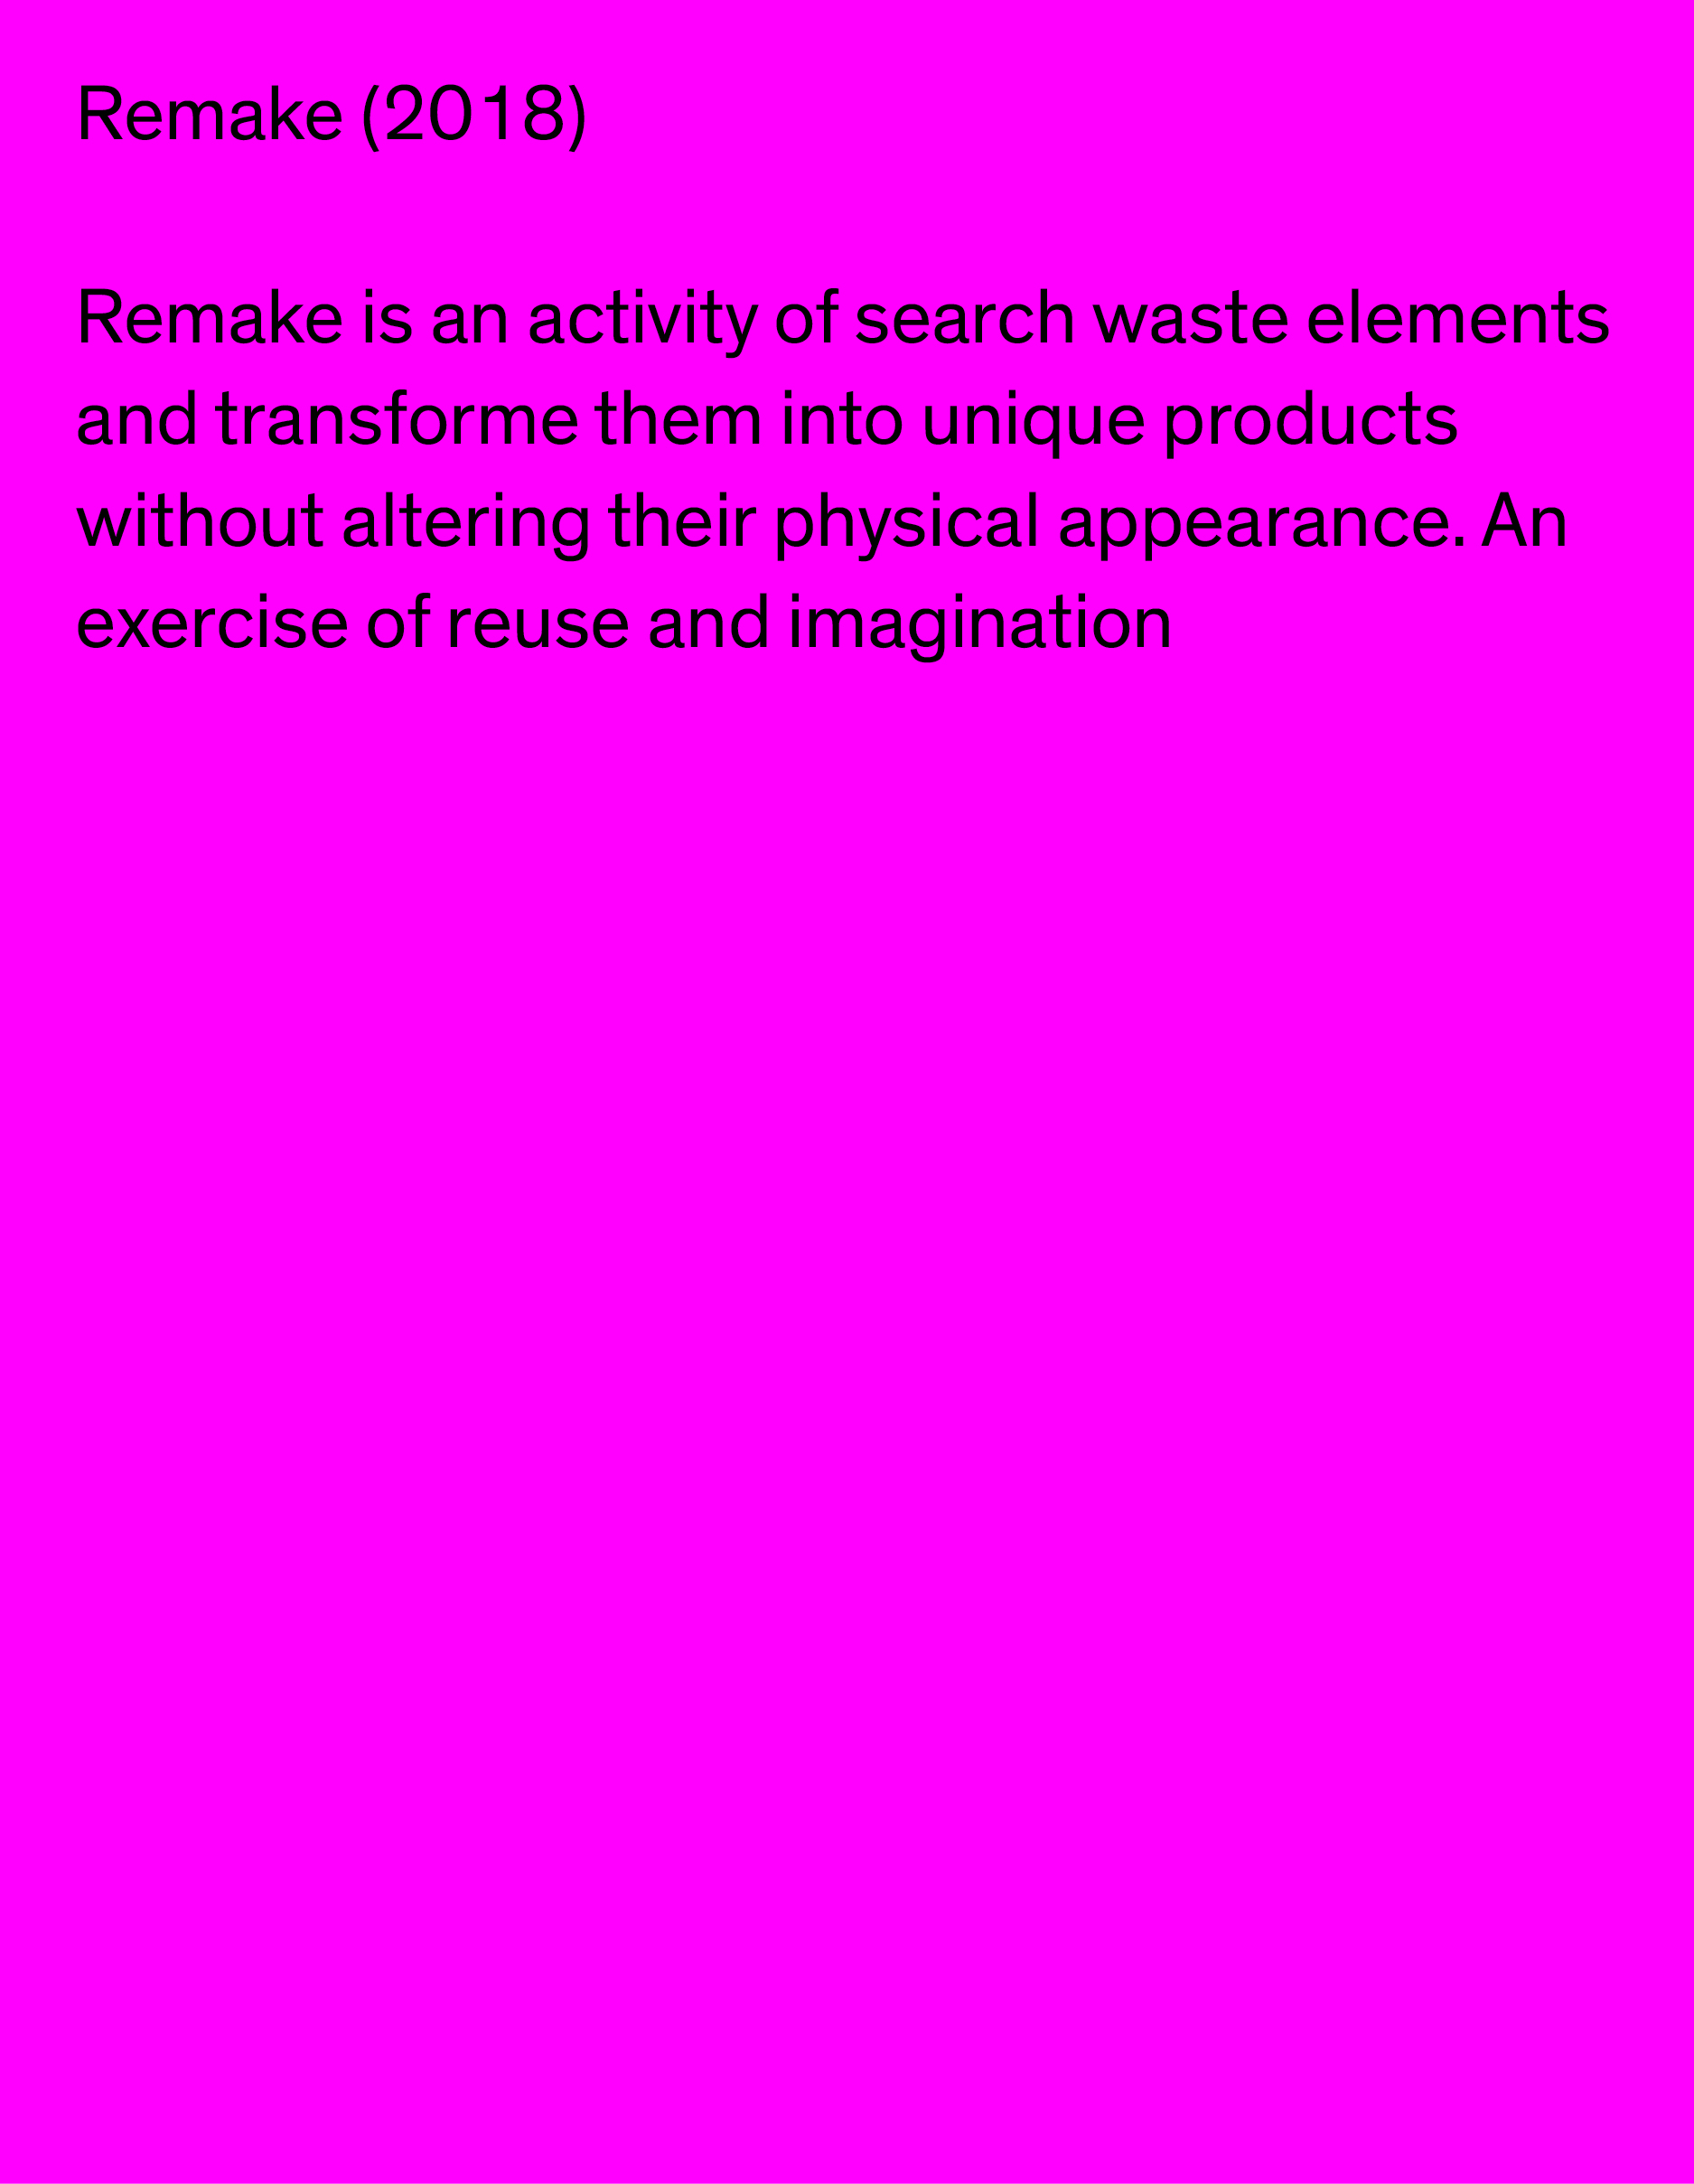 Remake (2018)
Remake is an activity of search waste elements
and transforme them into unique products
without altering their physical appearance. An
exercise of reuse and imagination